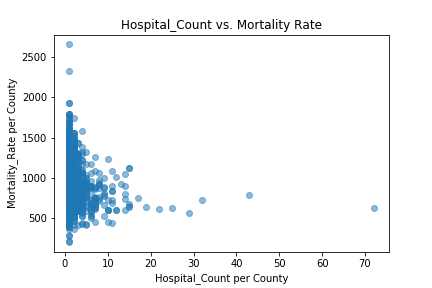 Hospital_Count vs. Mortality Rate
Mortality_Rate per County
2500
2000
1500
1000
500
0 10 20 30 40 50 60 70
Hospital_Count per County